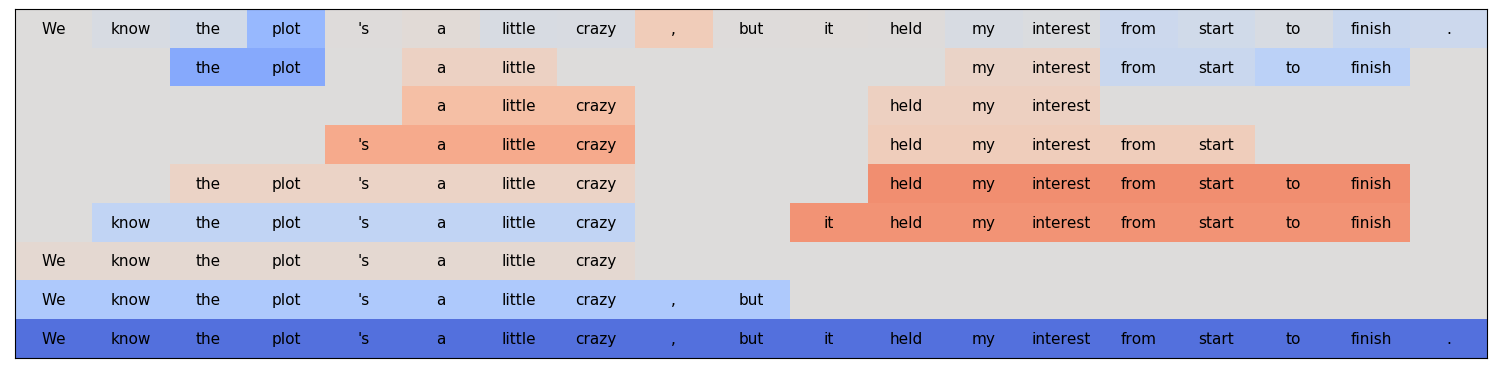 We know the plot 's a little crazy , but it held my interest from start to finish .
the plot a little my interest from start to finish
a little crazy held my interest
's a little crazy held my interest from start
the plot 's a little crazy held my interest from start to finish
know the plot 's a little crazy it held my interest from start to finish
We know the plot 's a little crazy
We know the plot 's a little crazy , but
We know the plot 's a little crazy , but it held my interest from start to finish .